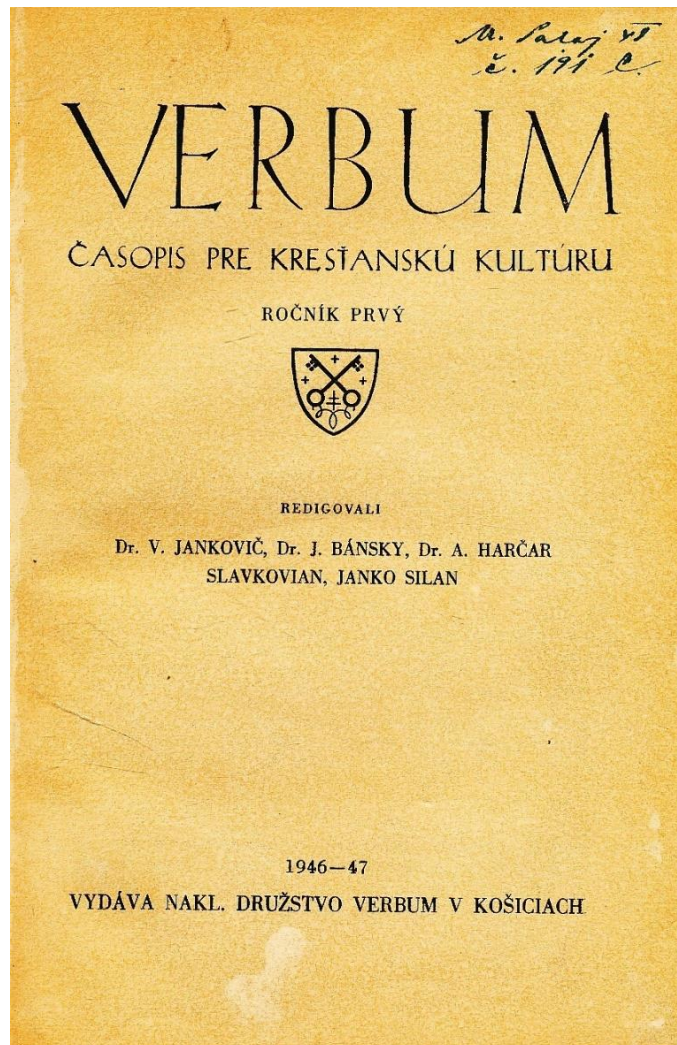 č. 191 C.
VERBUM
ČASOPIS PRE KRESŤANSKÚ KULTÚRU
ROČNÍK PRVÝ
REDIGOVALI
Dr. V. JANKOVIČ, Dr. J. BÁNSKY, Dr. A. HARČAR
SLAVKOVIAN, JANKO SILAN
1946—47
VYDÁVA NAKL. DRUŽSTVO VERBUM V KOŠICIACH